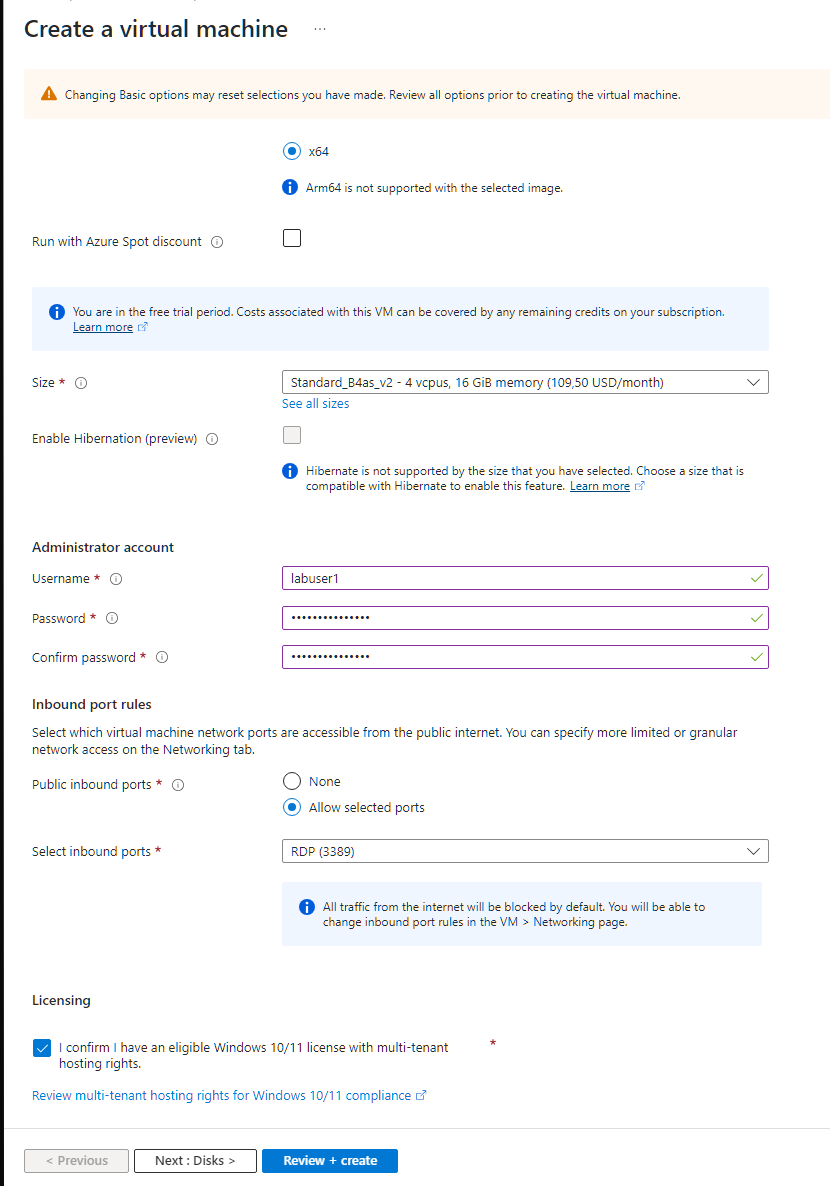 Create a virtual machine ...
Changing Basic options may reset selections you have made. Review all options prior to creating the virtual machine.
x64
Arm64 is not supported with the selected image.
Run with Azure Spot discount
You are in the free trial period. Costs associated with this VM can be covered by any remaining credits on your subscription.
Learn more
Size *
Standard_B4as_v2 - 4 vcpus, 16 GiB memory (109,50 USD/month)
See all sizes
Enable Hibernation (preview)
Hibernate is not supported by the size that you have selected. Choose a size that is
compatible with Hibernate to enable this feature. Learn more
Administrator account
Username *
labuser1
Password *
•••••••••••••••
Confirm password *
•••••••••••••••
Inbound port rules
Select which virtual machine network ports are accessible from the public internet. You can specify more limited or granular
network access on the Networking tab.
Public inbound ports *
None
Allow selected ports
Select inbound ports *
RDP (3389)
All traffic from the internet will be blocked by default. You will be able to
change inbound port rules in the VM > Networking page.
Licensing
I confirm I have an eligible Windows 10/11 license with multi-tenant *
hosting rights.
Review multi-tenant hosting rights for Windows 10/11 compliance
< Previous
Next : Disks >
Review + create